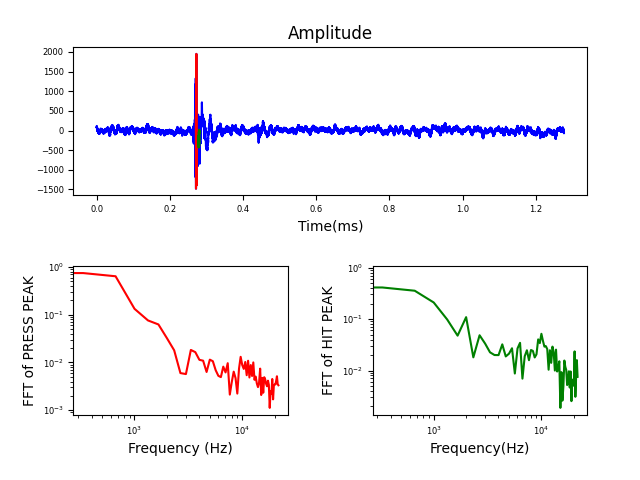 Amplitude
2000
1500
1000
500
0
−500
−1000
−1500
0.0 0.2 0.4 0.6 0.8 1.0 1.2
Time(ms)
FFT of PRESS PEAK
10⁰
10⁻¹
10⁻²
10⁻³
10³ 10⁴
Frequency (Hz)
FFT of HIT PEAK
10⁰
10⁻¹
10⁻²
10³ 10⁴
Frequency(Hz)